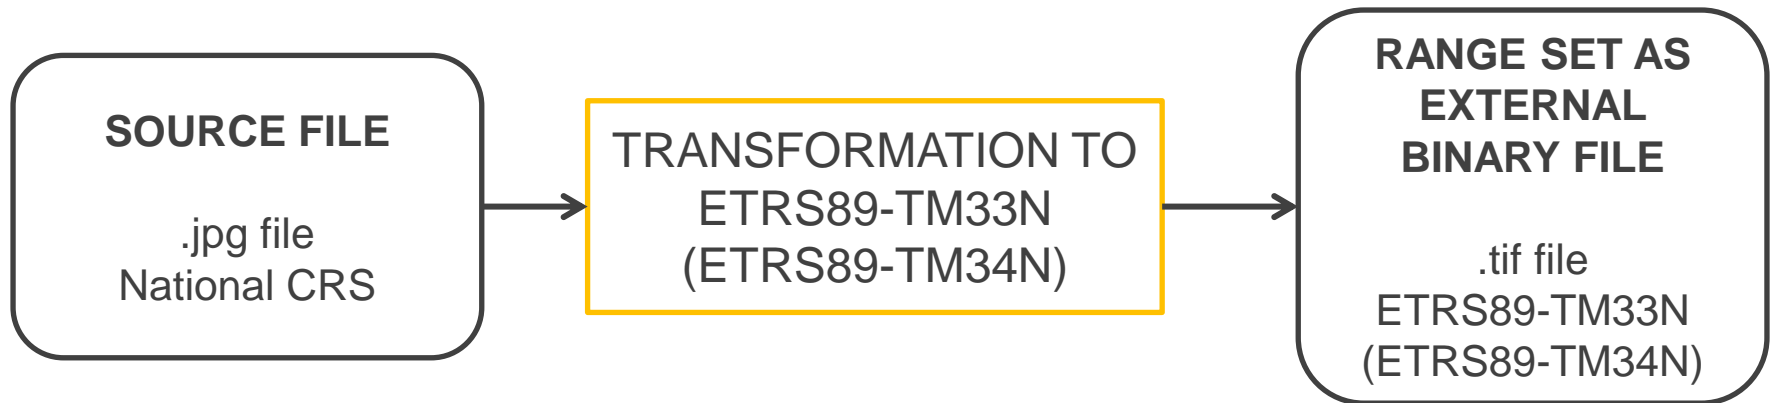 SOURCE FILE
.jpg file
National CRS
TRANSFORMATION TO
ETRS89-TM33N
(ETRS89-TM34N)
RANGE SET AS
EXTERNAL
BINARY FILE
.tif file
ETRS89-TM33N
(ETRS89-TM34N)